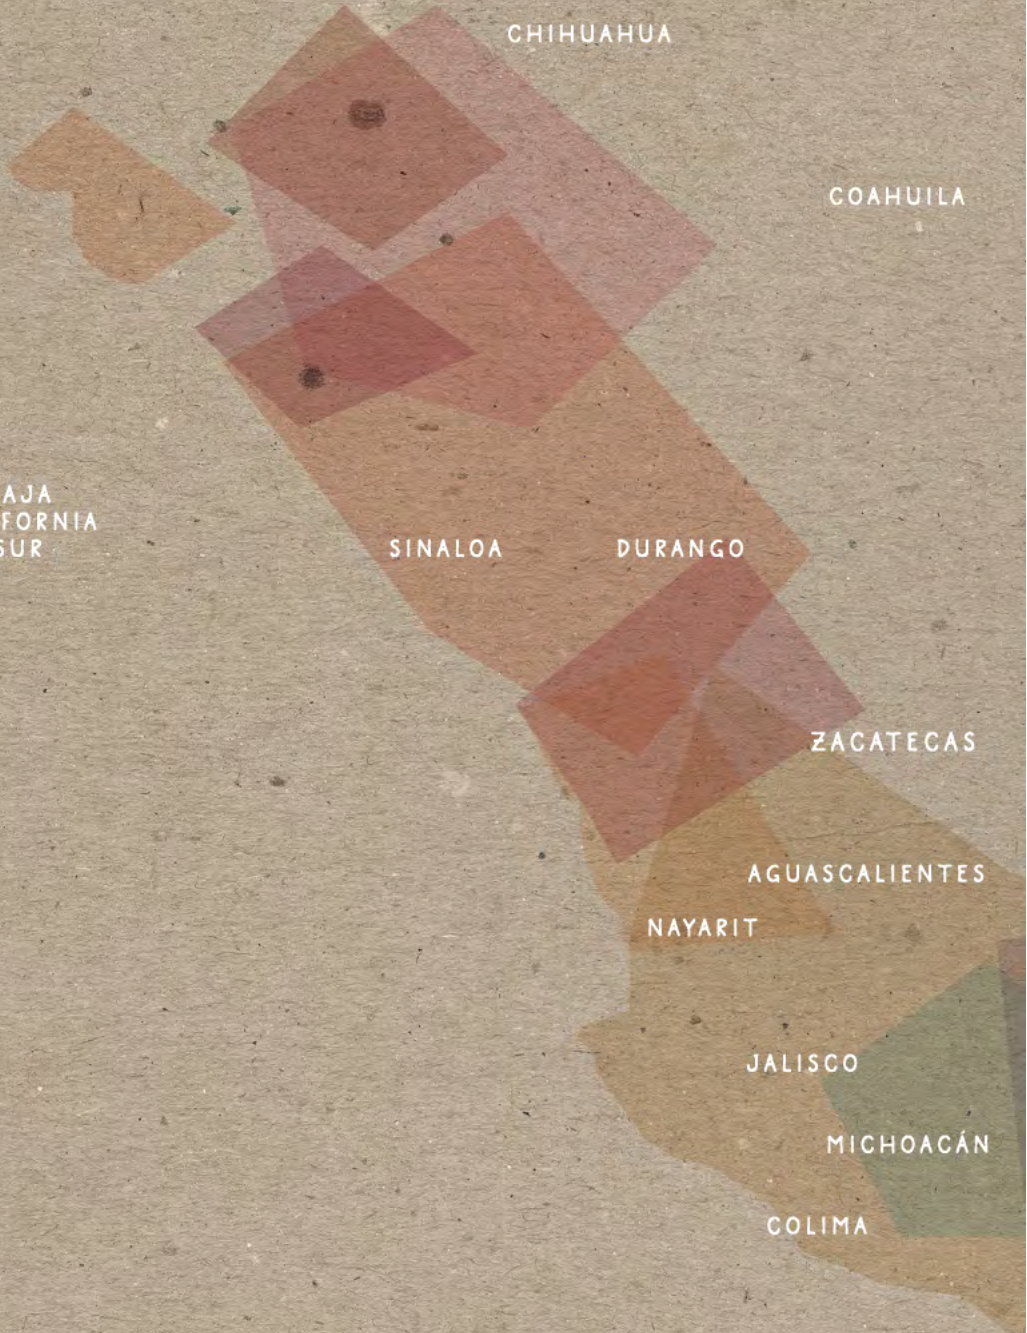 CHIHUAHUA
COAHUILA
AJA
FORNIA
SUR
SINALOA
DURANGO
ZACATECAS
AGUASCALIENTES
NAYARIT
JALISCO
MICHOACÁN
COLIMA